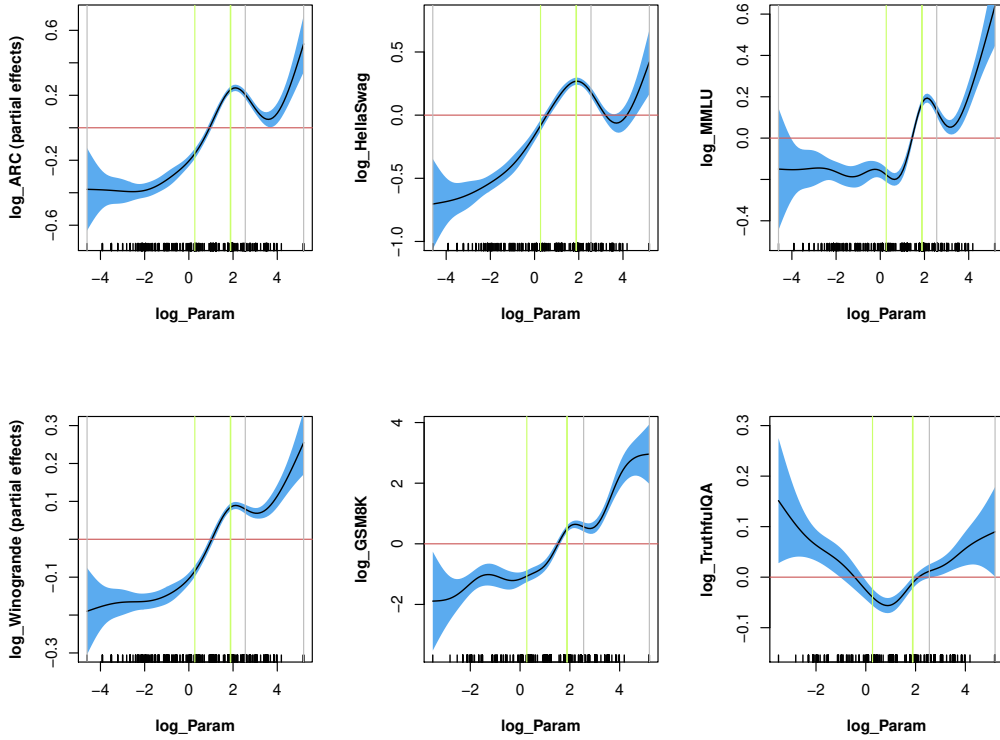 log_ARC (partial effects)
0.6
0.2
−0.2
−0.6
−4 −2 0 2 4
log_Param
log_HellaSwag
0.5
0.0
−0.5
−1.0
−4 −2 0 2 4
log_Param
log_MMLU
0.6
0.4
0.2
0.0
−0.4
−4 −2 0 2 4
log_Param
log_Winogrande (partial effects)
0.3
0.1
−0.1
−0.3
−4 −2 0 2 4
log_Param
log_GSM8K
4
2
0
−2
−2 0 2 4
log_Param
log_TruthfulQA
0.3
0.2
0.1
0.0
−0.1
−2 0 2 4
log_Param